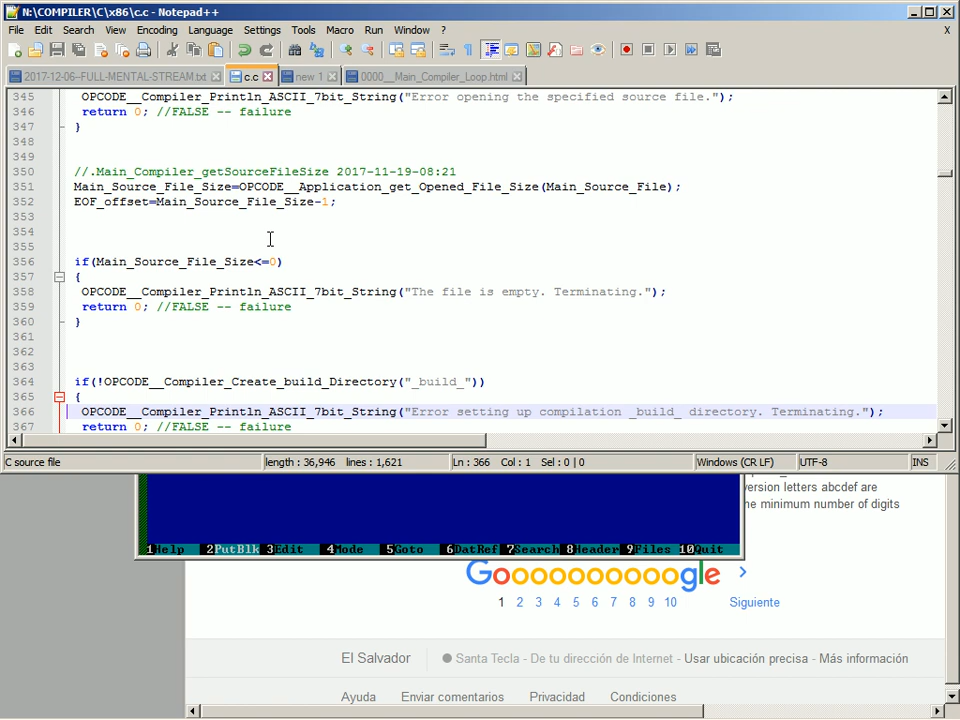 N:\COMPILER\C\x86\c.c - Notepad++
File Edit Search View Encoding Language Settings Tools Macro Run Window ? X
2017-12-06--FULL-MENTAL-STREAM.txt c.c new 1 0000__Main_Compiler_Loop.html
345 OPCODE__Compiler_Println_ASCII_7bit_String("Error opening the specified source file.");
346 return 0; //FALSE -- failure
347 }
348
349
350 //.Main_Compiler_getSourceFileSize 2017-11-19-08:21
351 Main_Source_File_Size=OPCODE__Application_get_Opened_File_Size(Main_Source_File);
352 EOF_offset=Main_Source_File_Size-1;
353
354
355
356 if(Main_Source_File_Size<=0)
357 {
358 OPCODE__Compiler_Println_ASCII_7bit_String("The file is empty. Terminating.");
359 return 0; //FALSE -- failure
360 }
361
362
363
364 if(!OPCODE__Compiler_Create_build_Directory("_build_"))
365 {
366 OPCODE__Compiler_Println_ASCII_7bit_String("Error setting up compilation _build_ directory. Terminating.");
367 return 0; //FALSE -- failure
C source file length : 36,946 lines : 1,621 Ln : 366 Col : 1 Sel : 0 | 0 Windows (CR LF) UTF-8 INS
version letters abcdef are
he minimum number of digits
1Help 2PutBlk 3Edit 4Mode 5Goto 6DatRef 7Search 8Header 9Files 10Quit
Goooooooooogle
1 2 3 4 5 6 7 8 9 10 Siguiente
El Salvador Santa Tecla - De tu dirección de Internet - Usar ubicación precisa - Más información
Ayuda Enviar comentarios Privacidad Condiciones